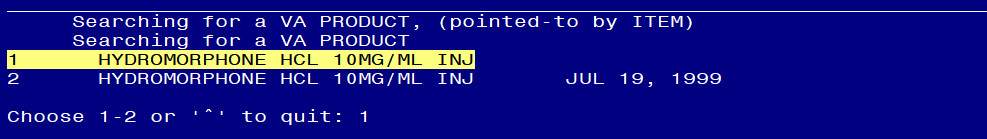 Searching for a VA PRODUCT, (pointed-to by ITEM)
Searching for a VA PRODUCT
1 HYDROMORPHONE HCL 10MG/ML INJ
2 HYDROMORPHONE HCL 10MG/ML INJ JUL 19, 1999
Choose 1-2 or '^' to quit: 1